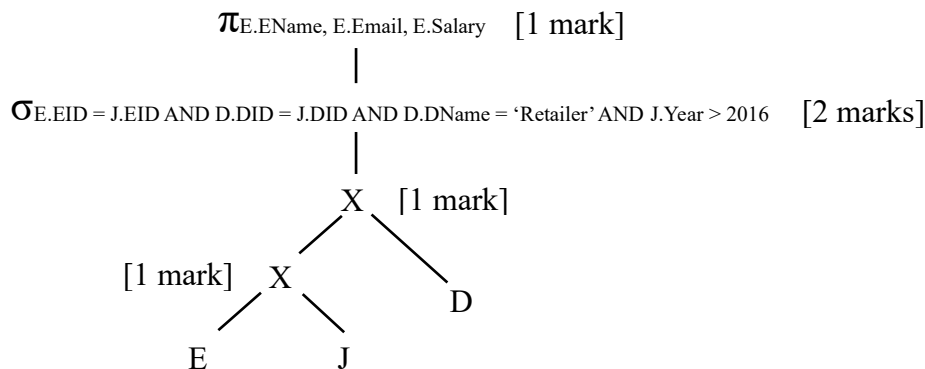 πE.EName, E.Email, E.Salary [1 mark]
σE.EID = J.EID AND D.DID = J.DID AND D.DName = ‘Retailer’ AND J.Year > 2016 [2 marks]
X [1 mark]
[1 mark] X
D
E J